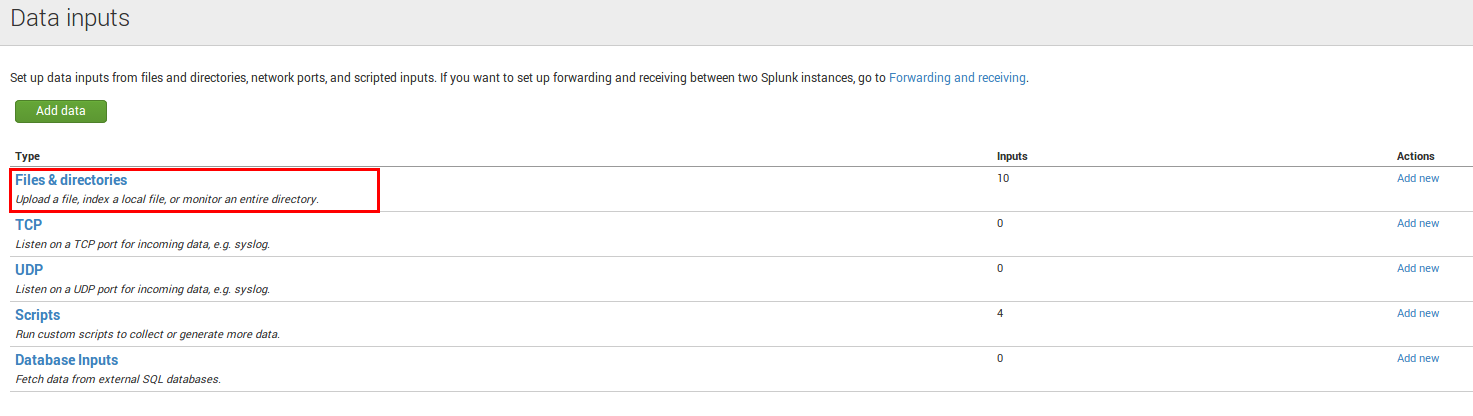 Data inputs
Set up data inputs from files and directories, network ports, and scripted inputs. If you want to set up forwarding and receiving between two Splunk instances, go to Forwarding and receiving.
Add data
Type Inputs Actions
Files & directories 10 Add new
Upload a file, index a local file, or monitor an entire directory.
TCP 0 Add new
Listen on a TCP port for incoming data, e.g. syslog.
UDP 0 Add new
Listen on a UDP port for incoming data, e.g. syslog.
Scripts 4 Add new
Run custom scripts to collect or generate more data.
Database Inputs 0 Add new
Fetch data from external SQL databases.